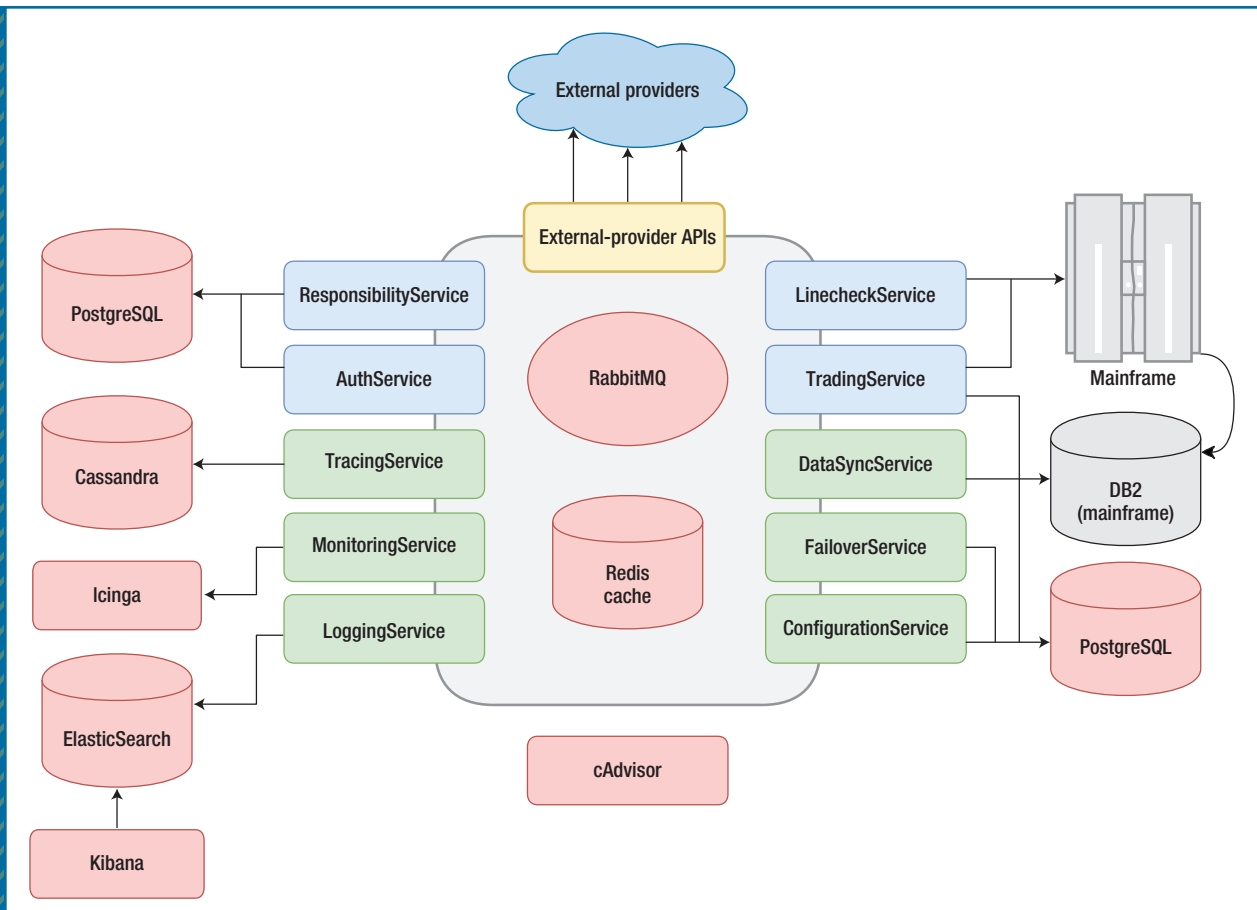 External providers
External-provider APIs
PostgreSQL
ResponsibilityService
AuthService
Cassandra
TracingService
MonitoringService
Icinga
LoggingService
ElasticSearch
Kibana
RabbitMQ
Redis
cache
cAdvisor
LinecheckService
TradingService
Mainframe
DataSyncService
DB2
(mainframe)
FailoverService
ConfigurationService
PostgreSQL